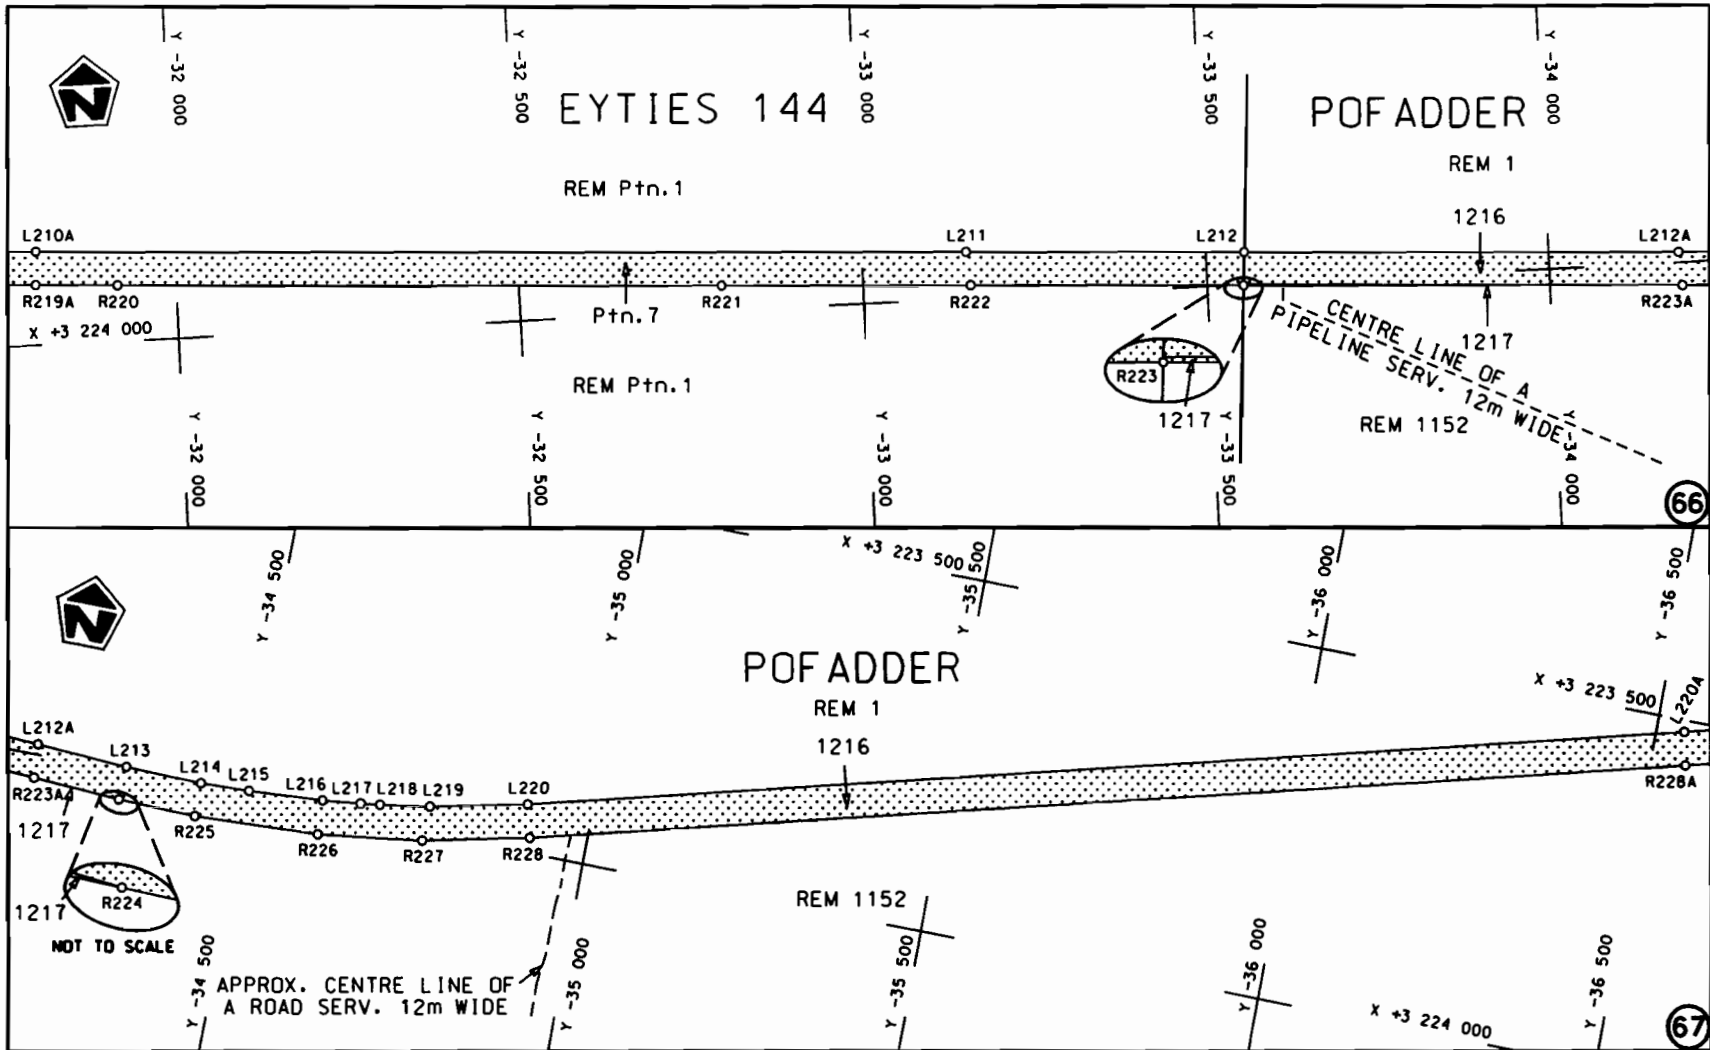 Y -32 000
Y -32 500
Y -33 000
Y -33 500
Y -34 000
N
EYTIES 144
POFADDER
REM 1
REM Ptn.1
1216
L210A
L211
L212
L212A
R219A
R220
R221
R222
R223A
Ptn.7
X +3 224 000
CENTRE LINE OF A
PIPELINE SERV. 12m WIDE
1217
R223
1217
REM Ptn.1
REM 1152
Y -32 000
Y -32 500
Y -33 000
Y -33 500
Y -34 000
66
Y -34 500
Y -35 000
X +3 223 500
Y -35 500
Y -36 000
Y -36 500
N
POFADDER
REM 1
1216
X +3 223 500
L220A
L212A
L213
L214
L215
L216
L217
L218
L219
L220
R223A
1217
R225
R226
R227
R228
R228A
R224
1217
NOT TO SCALE
REM 1152
APPROX. CENTRE LINE OF
A ROAD SERV. 12m WIDE
Y -34 500
Y -35 000
Y -35 500
Y -36 000
X +3 224 000
Y -36 500
67